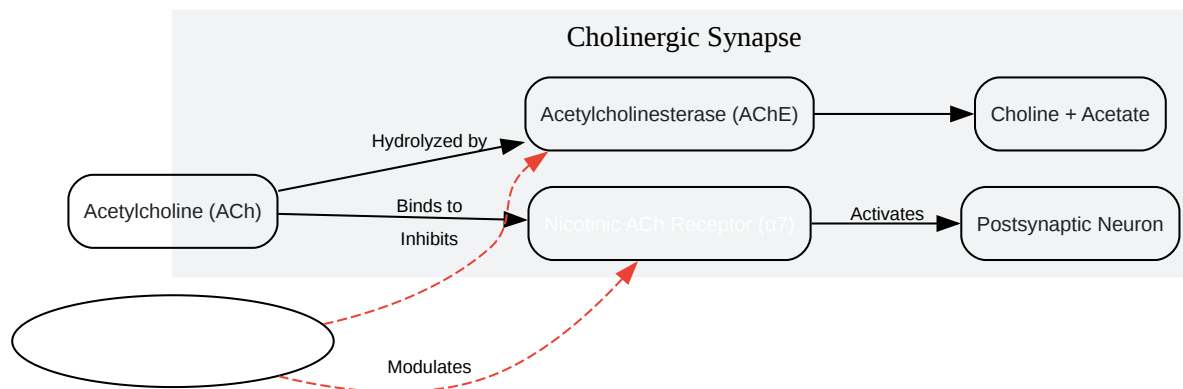 Cholinergic Synapse
Acetylcholinesterase (AChE)
Choline + Acetate
Hydrolyzed by
Acetylcholine (ACh)
Binds to
Nicotinic ACh Receptor (α7)
Activates
Postsynaptic Neuron
Inhibits
Modulates